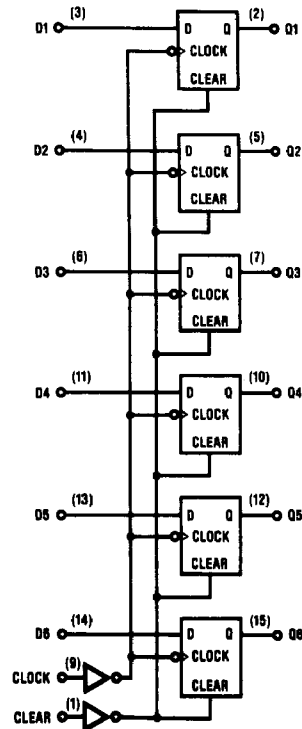 (3) (2)
D1 D Q Q1
CLOCK
CLEAR
(4) (5)
D2 D Q Q2
CLOCK
CLEAR
(6) (7)
D3 D Q Q3
CLOCK
CLEAR
(11) (10)
D4 D Q Q4
CLOCK
CLEAR
(13) (12)
D5 D Q Q5
CLOCK
CLEAR
(14) (15)
D6 D Q Q6
CLOCK
(9)
CLOCK
CLEAR
(1)
CLEAR